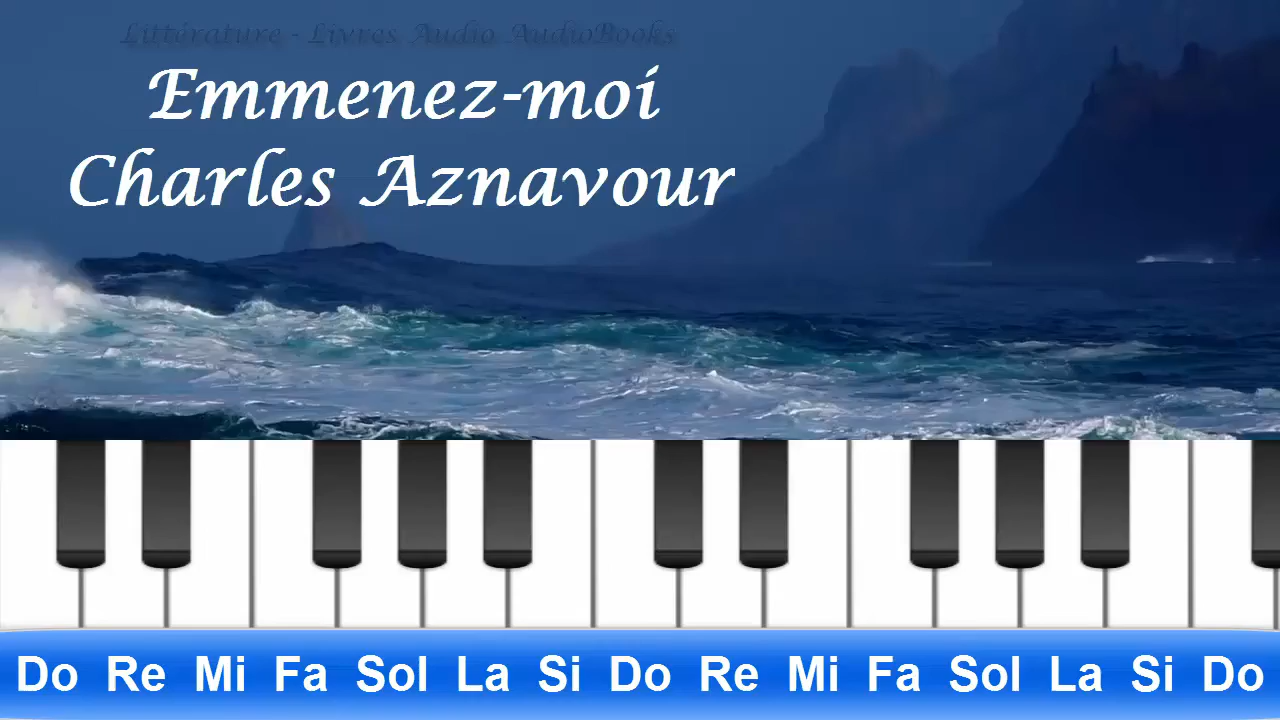 Littérature - Livres Audio AudioBooks
Emmenez-moi
Charles Aznavour
Do Re Mi Fa Sol La Si Do Re Mi Fa Sol La Si Do